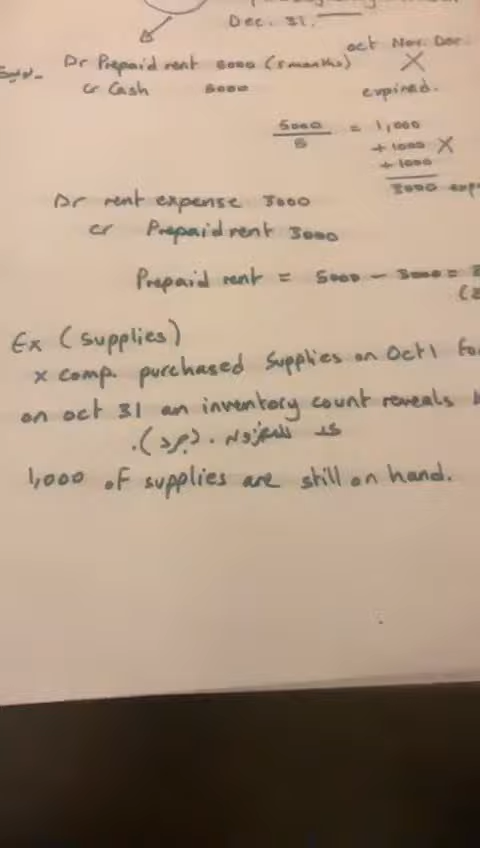 Dec. 31.
oct Nov. Dec.
Dr Prepaid rent 5000 (5 months) X
cr Cash 5000 expired.
5000/5 = 1,000
+1000 X
+1000
3000 exp
Dr rent expense 3000
cr Prepaid rent 3000
Prepaid rent = 5000 - 3000 =
Ex (supplies)
x comp. purchased supplies on Oct 1 for
on oct 31 an inventory count reveals
(جرد).
1,000 of supplies are still on hand.